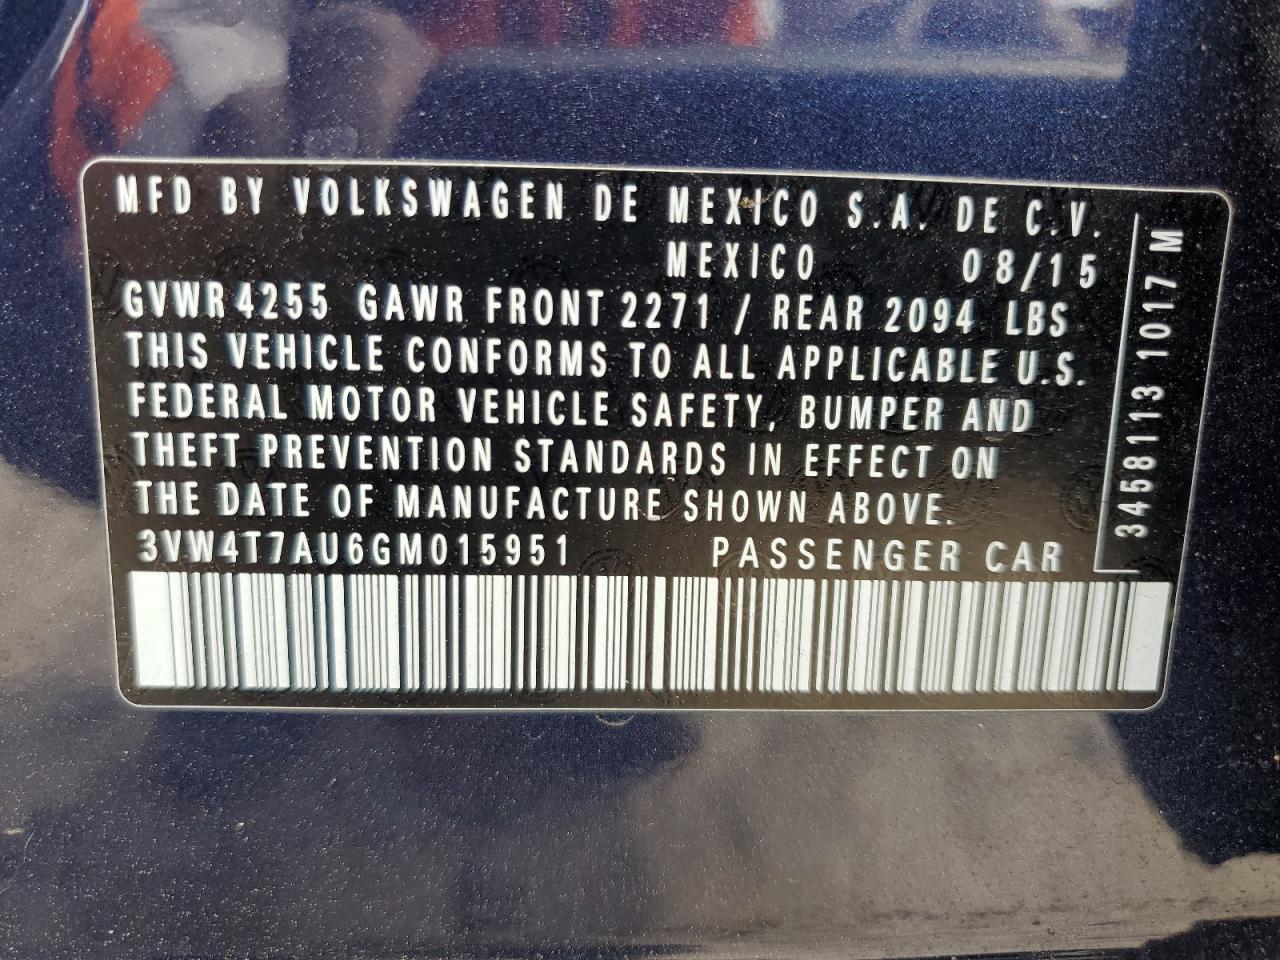 MFD BY VOLKSWAGEN DE MEXICO S.A. DE C.V.
MEXICO 08/15
GVWR 4255 GAWR FRONT 2271 / REAR 2094 LBS
THIS VEHICLE CONFORMS TO ALL APPLICABLE U.S.
FEDERAL MOTOR VEHICLE SAFETY, BUMPER AND
THEFT PREVENTION STANDARDS IN EFFECT ON
THE DATE OF MANUFACTURE SHOWN ABOVE.
3VW4T7AU6GM015951 PASSENGER CAR
3458113 1017 M